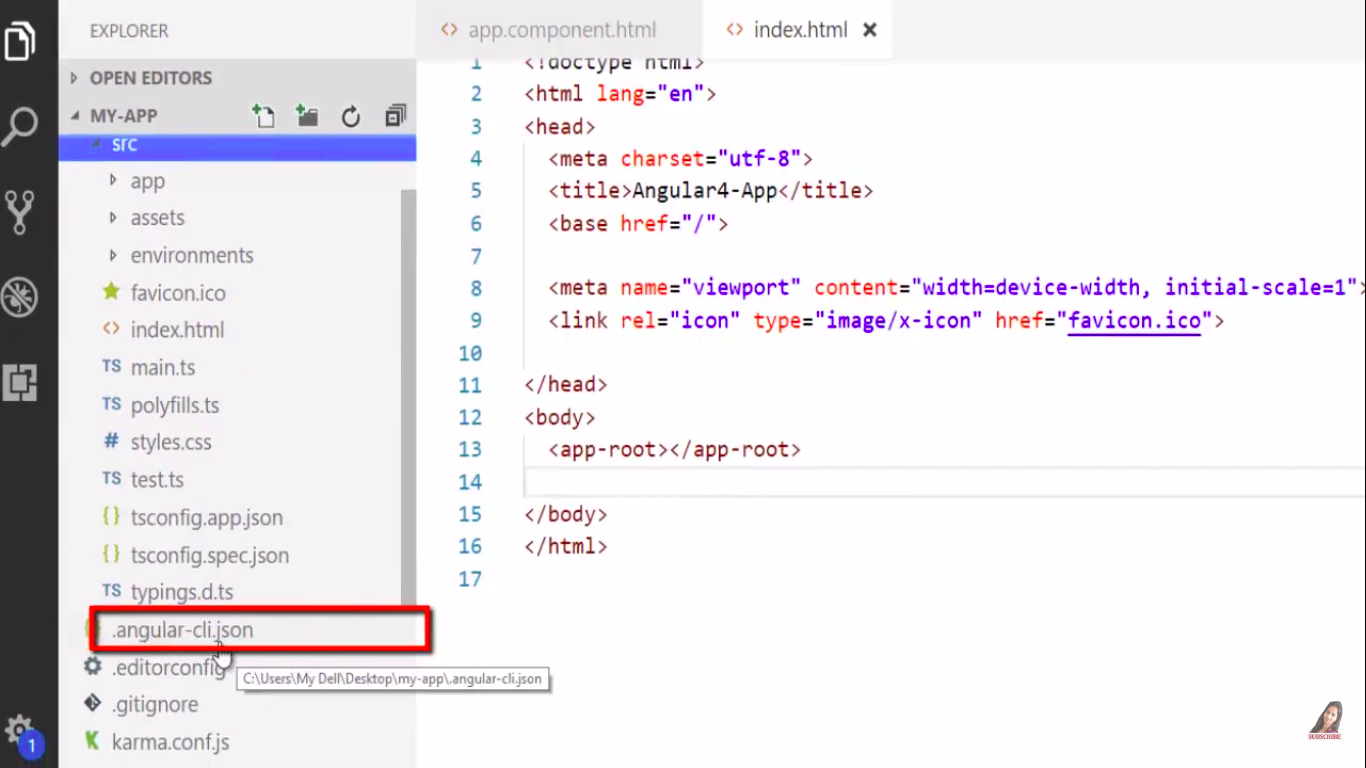 EXPLORER
OPEN EDITORS
MY-APP
src
app
assets
environments
favicon.ico
<> index.html
TS main.ts
TS polyfills.ts
# styles.css
TS test.ts
{} tsconfig.app.json
{} tsconfig.spec.json
TS typings.d.ts
.angular-cli.json
.editorconfig
C:\Users\My Dell\Desktop\my-app\.angular-cli.json
.gitignore
karma.conf.js
1
<> app.component.html
<> index.html ×
1 <!doctype html>
2 <html lang="en">
3 <head>
4 <meta charset="utf-8">
5 <title>Angular4-App</title>
6 <base href="/">
7
8 <meta name="viewport" content="width=device-width, initial-scale=1">
9 <link rel="icon" type="image/x-icon" href="favicon.ico">
10
11 </head>
12 <body>
13 <app-root></app-root>
14
15 </body>
16 </html>
17
SUBSCRIBE